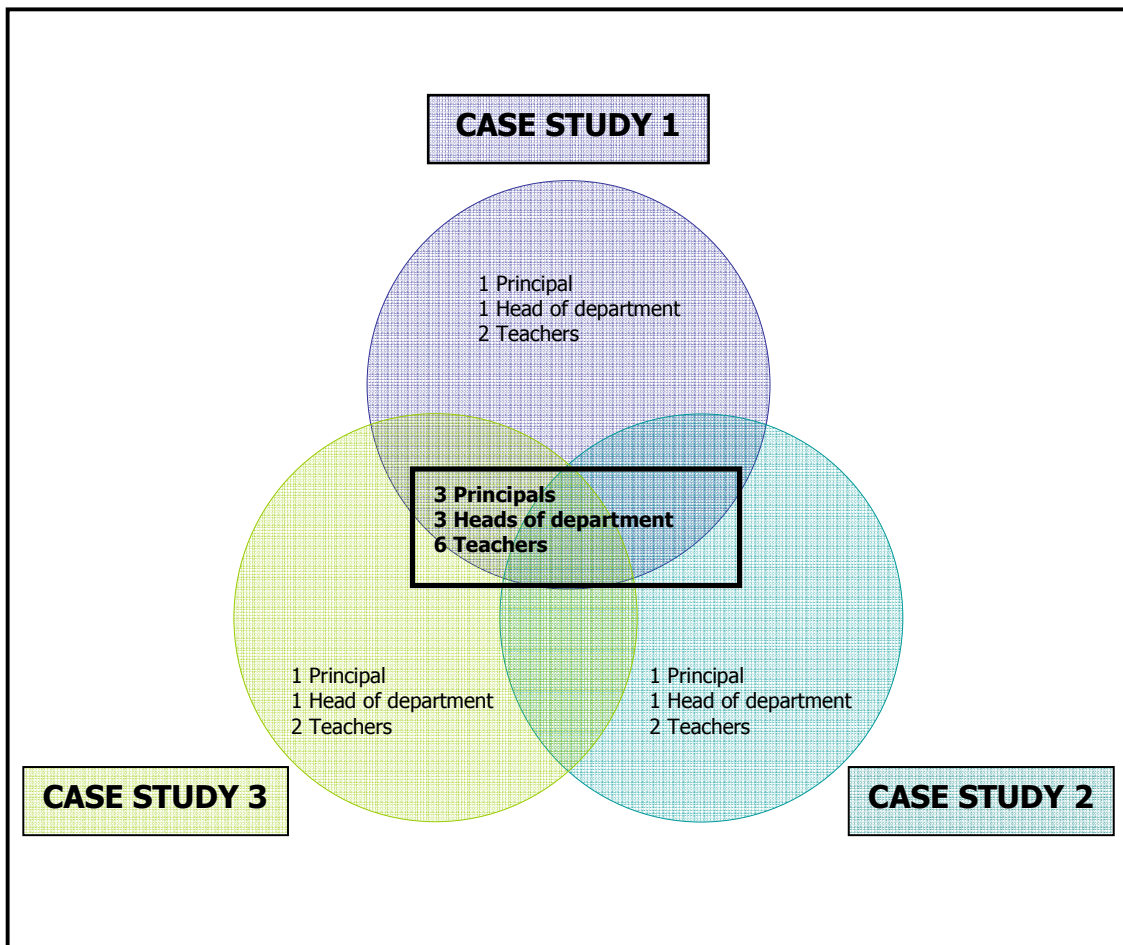 CASE STUDY 1
1 Principal
1 Head of department
2 Teachers
3 Principals
3 Heads of department
6 Teachers
1 Principal
1 Head of department
2 Teachers
1 Principal
1 Head of department
2 Teachers
CASE STUDY 3
CASE STUDY 2